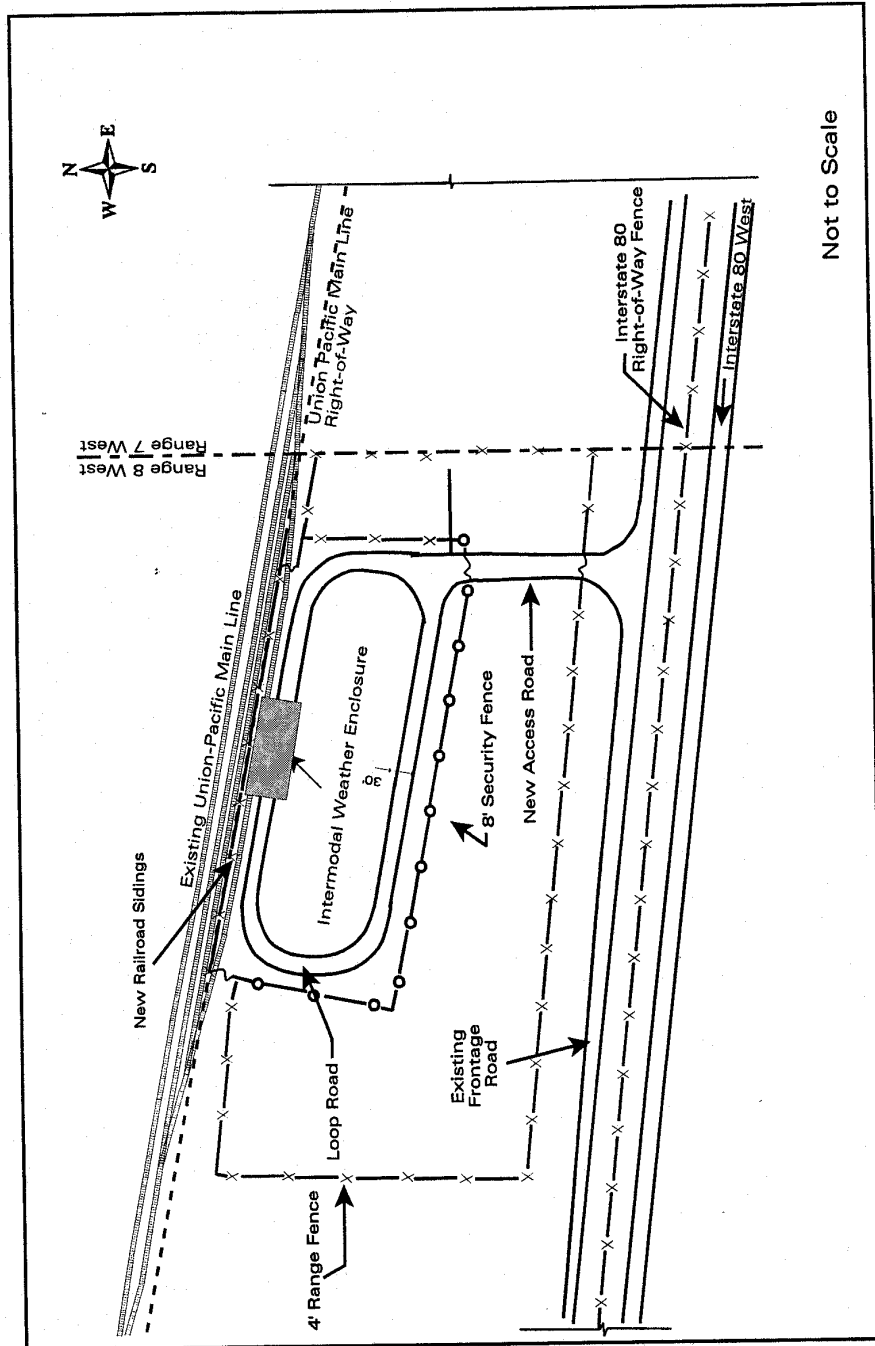 N
W E
S
Range 7 West
Range 8 West
New Railroad Sidings
Existing Union-Pacific Main Line
Union Pacific Main Line
Right-of-Way
Intermodal Weather Enclosure
30'
Loop Road
4' Range Fence
8' Security Fence
New Access Road
Existing
Frontage
Road
Interstate 80
Right-of-Way Fence
Interstate 80 West
Not to Scale